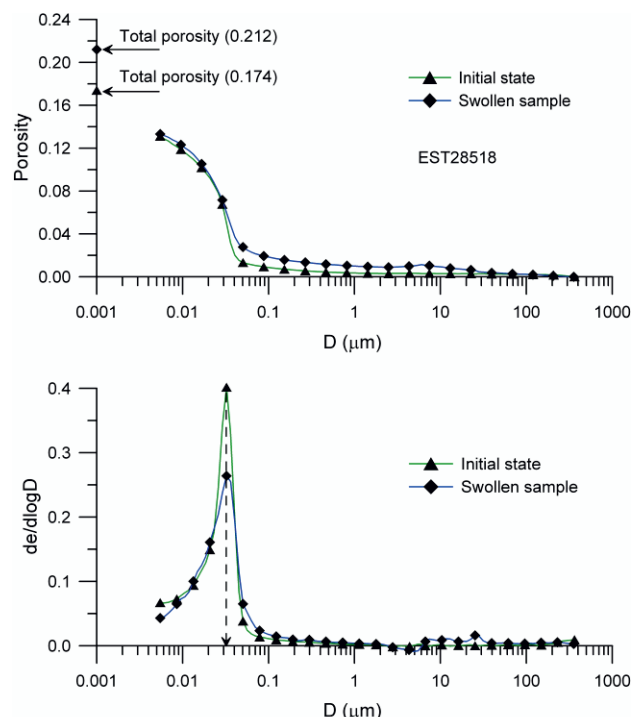 0.24
Total porosity (0.212)
0.20
Total porosity (0.174)
0.16
0.12
0.08
0.04
0.00
Porosity
Initial state
Swollen sample
EST28518
0.001 0.01 0.1 1 10 100 1000
D (μm)
0.4
0.3
0.2
0.1
0.0
de/dlogD
Initial state
Swollen sample
0.001 0.01 0.1 1 10 100 1000
D (μm)